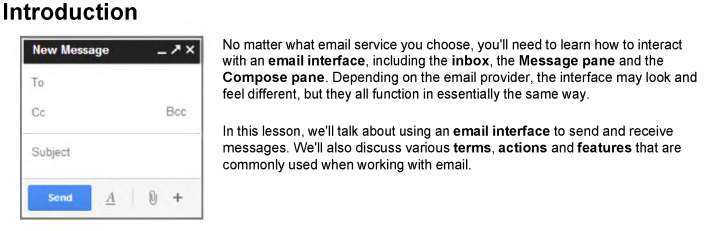 Introduction
New Message
To
Cc Bcc
Subject
Send A
No matter what email service you choose, you'll need to learn how to interact
with an email interface, including the inbox, the Message pane and the
Compose pane. Depending on the email provider, the interface may look and
feel different, but they all function in essentially the same way.
In this lesson, we'll talk about using an email interface to send and receive
messages. We'll also discuss various terms, actions and features that are
commonly used when working with email.